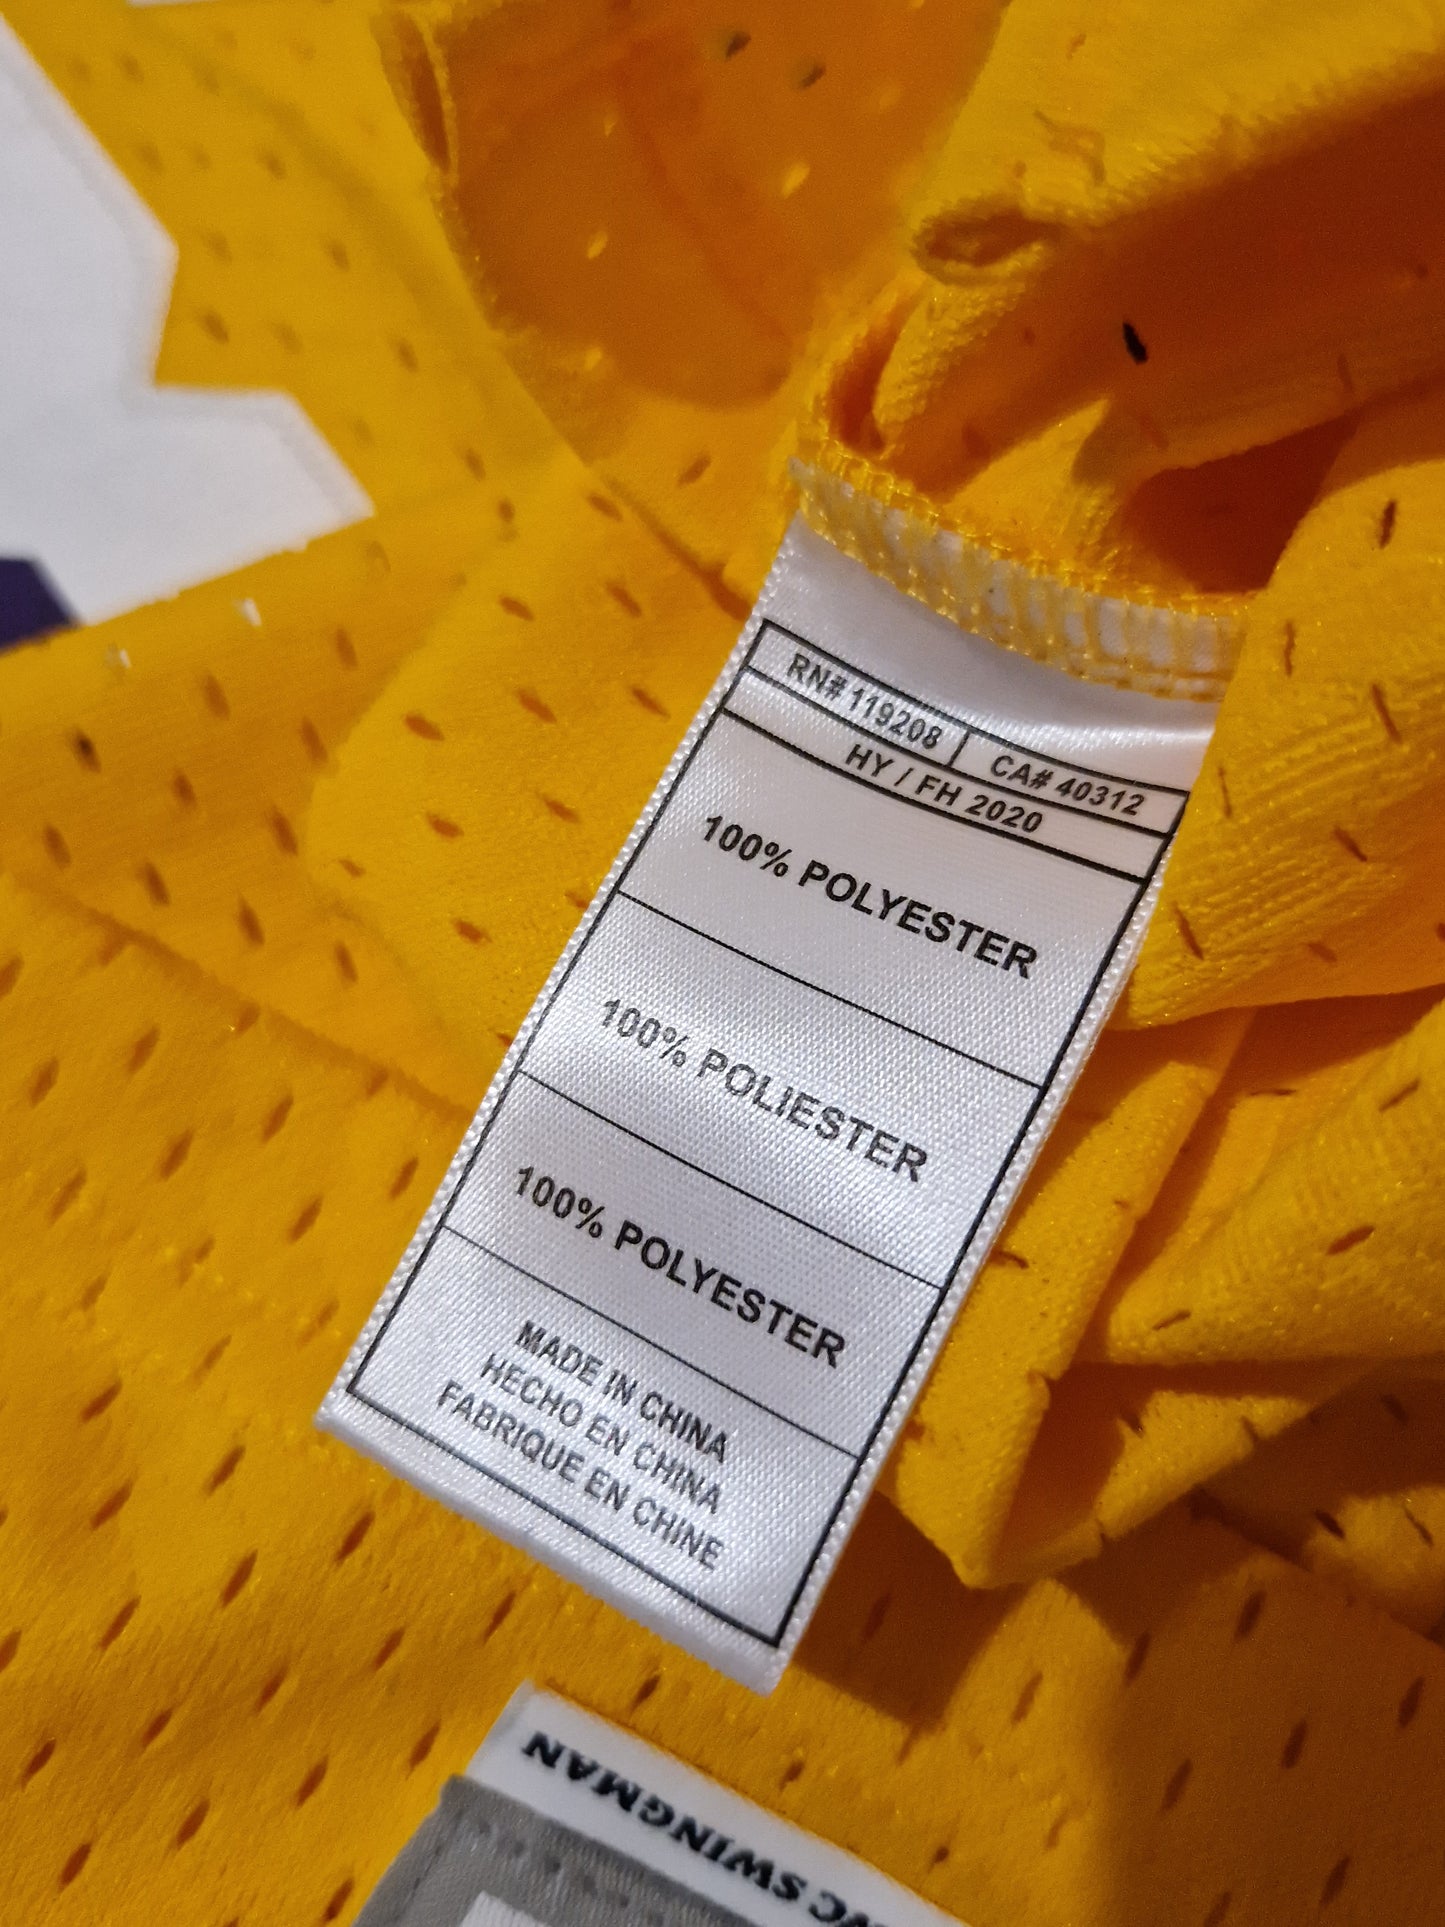 RN# 119208 CA# 40312
HY / FH 2020
100% POLYESTER
100% POLIESTER
100% POLYESTER
MADE IN CHINA
HECHO EN CHINA
FABRIQUE EN CHINE
SWINGMAN